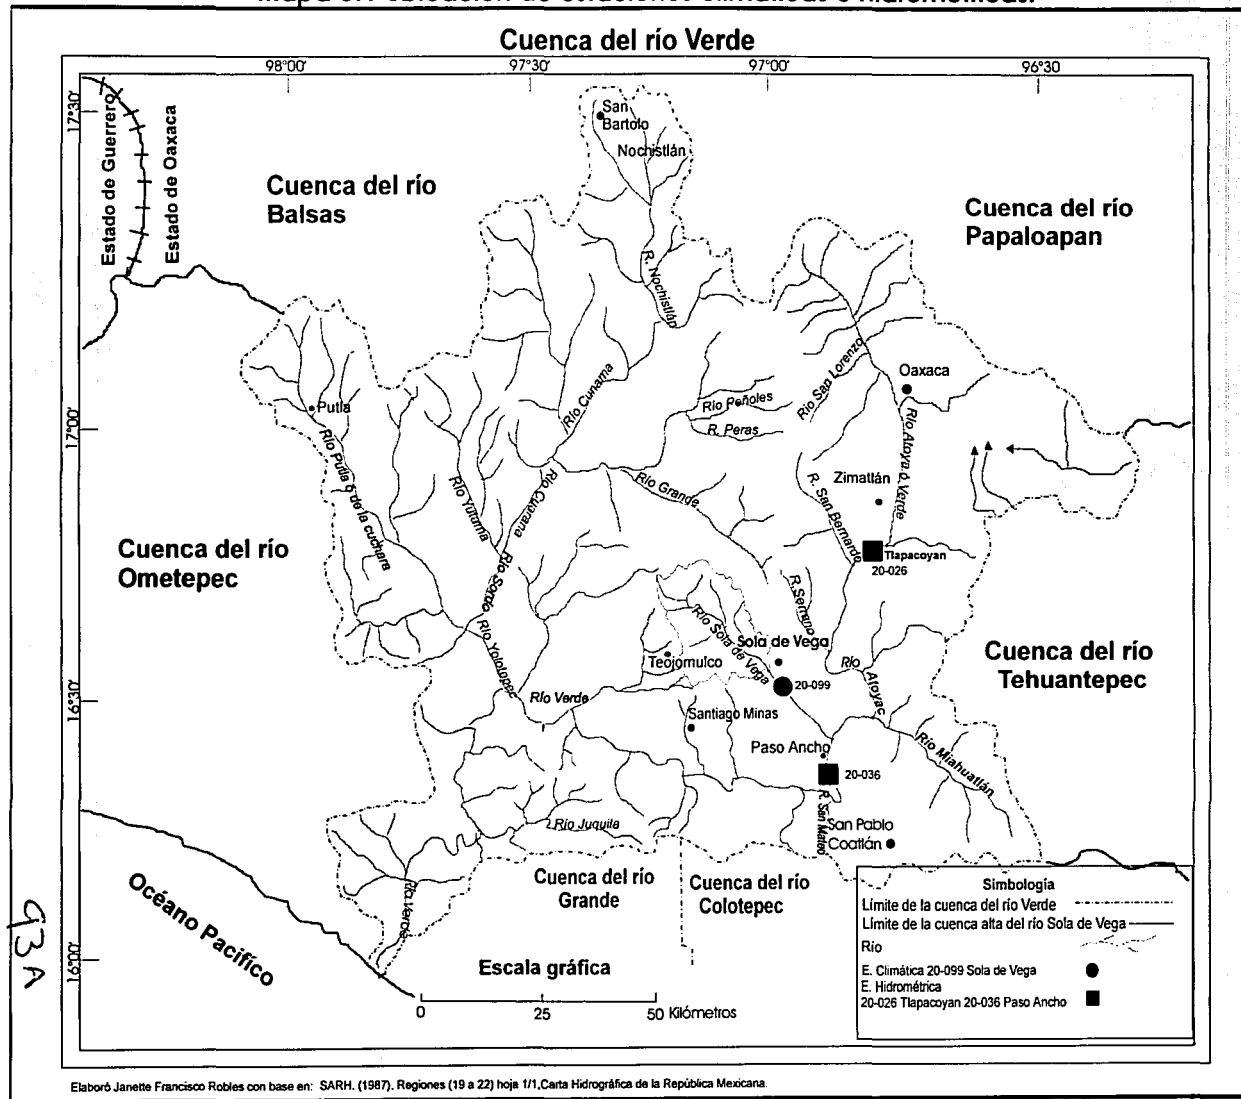 Cuenca del río Verde
98°00'
97°30'
97°00'
96°30'
17°30'
17°00'
16°30'
16°00'
Estado de Guerrero
Estado de Oaxaca
San
Bartolo
Nochistlán
Cuenca del río
Balsas
Cuenca del río
Papaloapan
R. Nochistlán
Río San Lorenzo
Oaxaca
Río Cunama
Río Peñoles
R. Peras
Putla
Río Putla ó de la cuchara
Río Atoya ó Verde
Zimatlán
Río Yutuma
Río Cuanana
Río Grande
R. San Bernardo
Cuenca del río
Ometepec
Tlapacoyan
20-026
Río Sordo
R. Serrano
Río Sola de Vega
Sola de Vega
Teojomulco
Río Yolotepec
Río Atoyac
Cuenca del río
Tehuantepec
20-099
Río Verde
Santiago Minas
Paso Ancho
Río Miahuatlán
20-036
R. San Mateo
Río Juquila
San Pablo
Coatlán
Cuenca del río
Grande
Cuenca del río
Colotepec
Río Verde
Océano Pacífico
93A
Escala gráfica
0 25 50 Kilómetros
Simbología
Límite de la cuenca del río Verde
Límite de la cuenca alta del río Sola de Vega
Río
E. Climática 20-099 Sola de Vega
E. Hidrométrica
20-026 Tlapacoyan 20-036 Paso Ancho
Elaboró Janette Francisco Robles con base en: SARH. (1987). Regiones (19 a 22) hoja 1/1,Carta Hidrográfica de la República Mexicana.